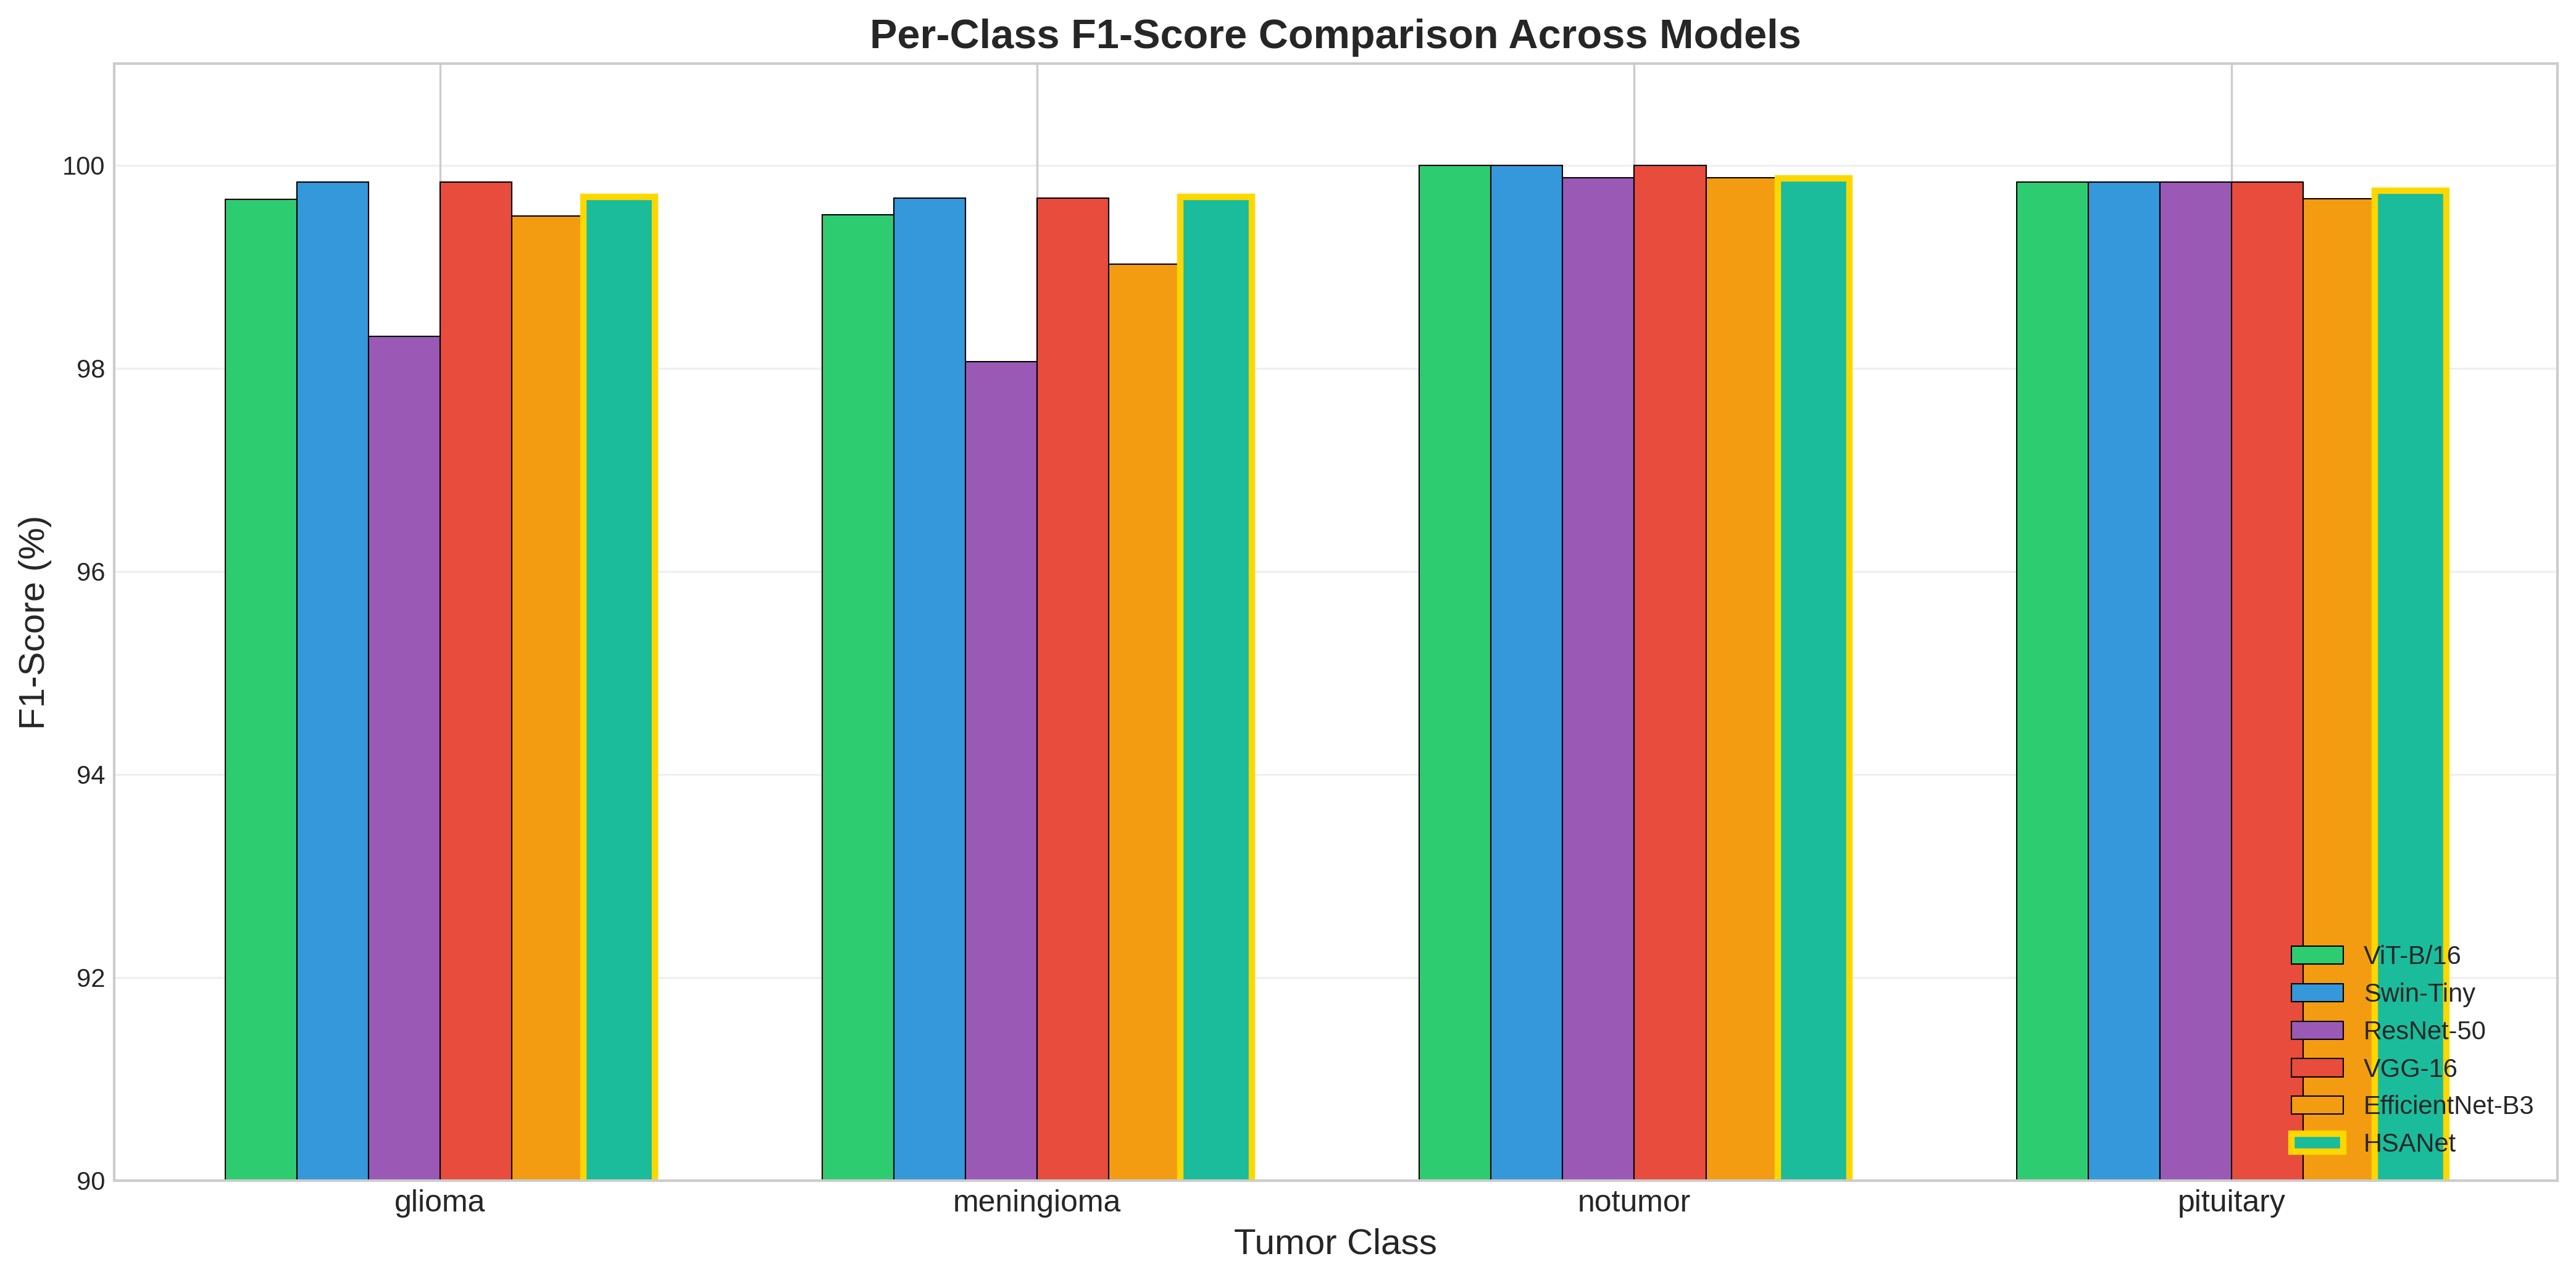 Per-Class F1-Score Comparison Across Models
F1-Score (%)
100
98
96
94
92
90
glioma
meningioma
notumor
pituitary
Tumor Class
ViT-B/16
Swin-Tiny
ResNet-50
VGG-16
EfficientNet-B3
HSANet